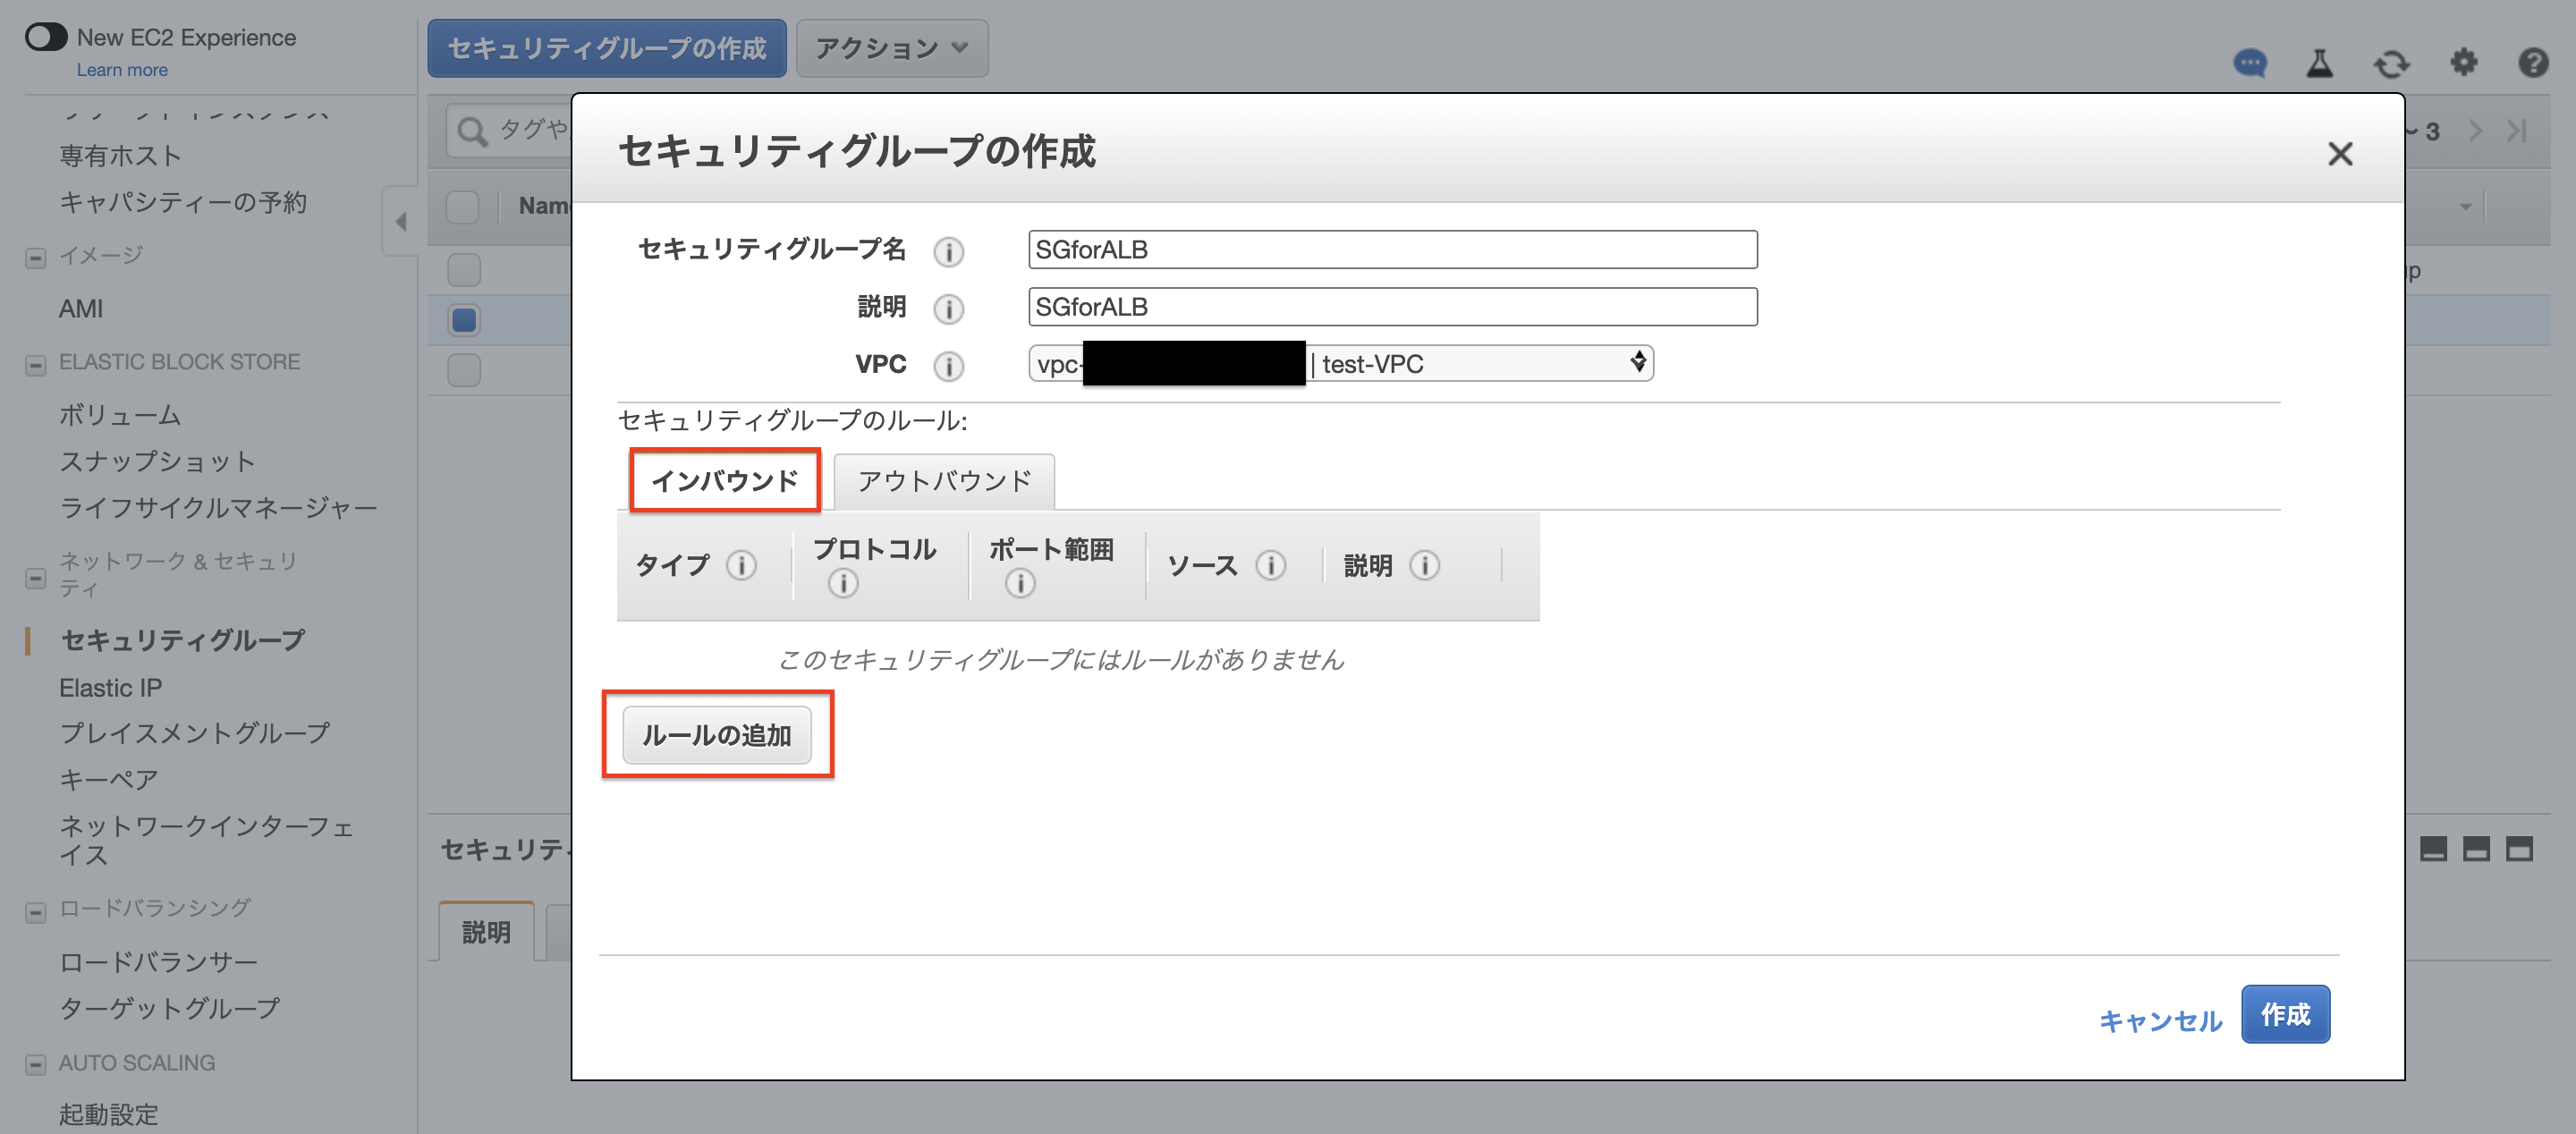 New EC2 Experience
Learn more
専有ホスト
キャパシティーの予約
イメージ
AMI
ELASTIC BLOCK STORE
ボリューム
スナップショット
ライフサイクルマネージャー
ネットワーク & セキュリ
ティ
セキュリティグループ
Elastic IP
プレイスメントグループ
キーペア
ネットワークインターフェ
イス
ロードバランシング
ロードバランサー
ターゲットグループ
AUTO SCALING
起動設定
セキュリティグループの作成
アクション
タグや
~ 3
Name
up
セキュリティグループの作成
セキュリティグループ名
SGforALB
説明
SGforALB
VPC
vpc-
| test-VPC
セキュリティグループのルール:
インバウンド
アウトバウンド
タイプ
プロトコル
ポート範囲
ソース
説明
このセキュリティグループにはルールがありません
ルールの追加
キャンセル
作成
セキュリティ
説明